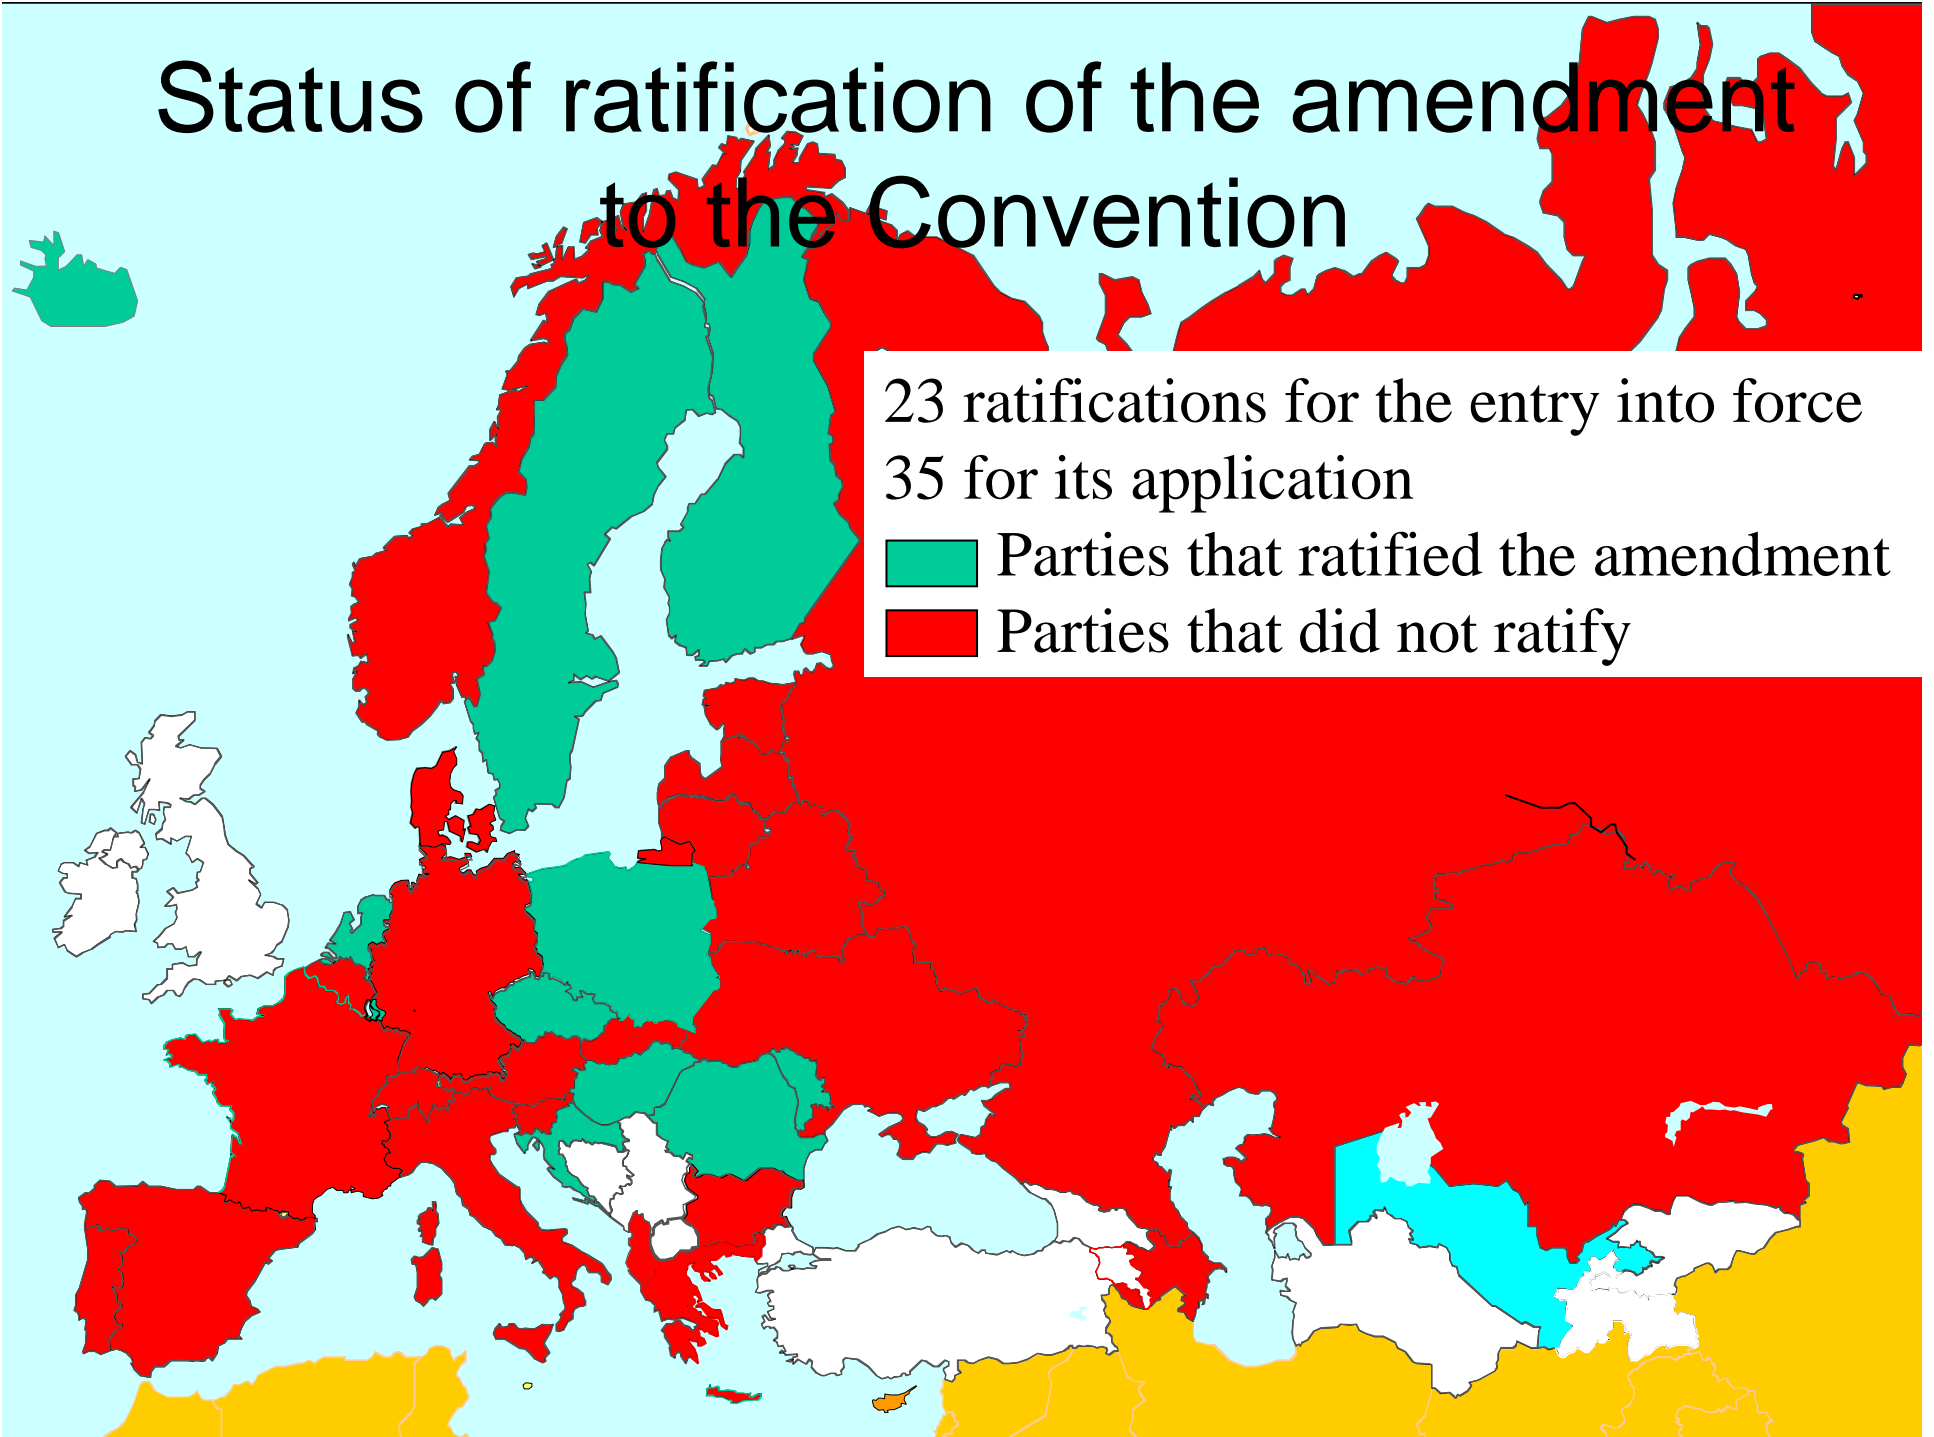 Status of ratification of the amendment
to the Convention
23 ratifications for the entry into force
35 for its application
Parties that ratified the amendment
Parties that did not ratify